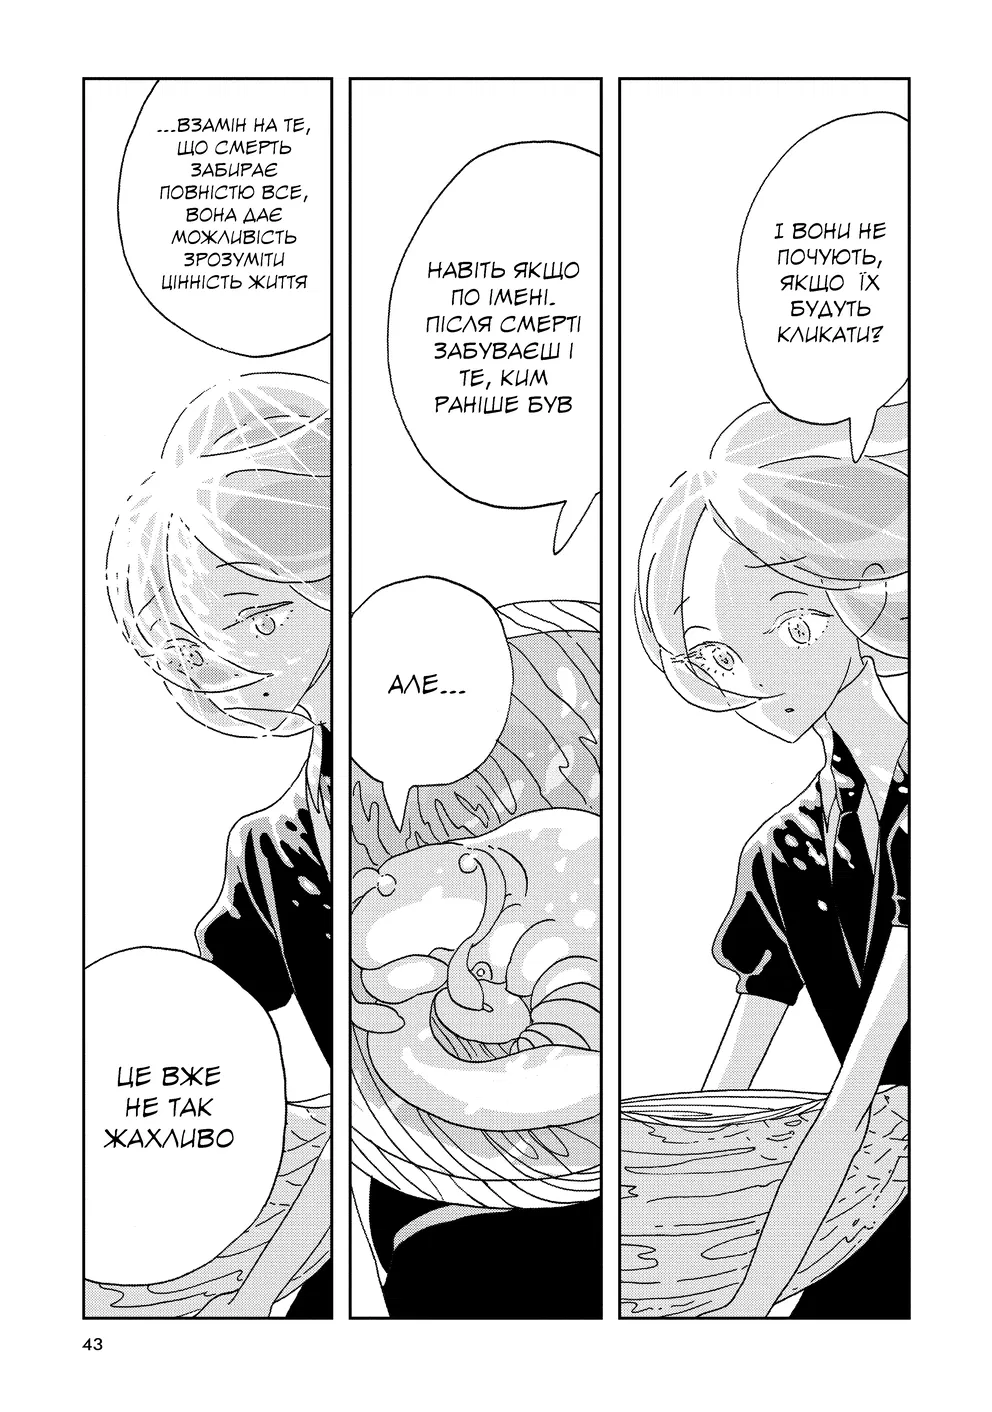 І ВОНИ НЕ
ПОЧУЮТЬ,
ЯКЩО ЇХ
БУДУТЬ
КЛИКАТИ?
НАВІТЬ ЯКЩО
ПО ІМЕНІ.
ПІСЛЯ СМЕРТІ
ЗАБУВАЄШ І
ТЕ, КИМ
РАНІШЕ БУВ
АЛЕ...
...ВЗАМІН НА ТЕ,
ЩО СМЕРТЬ
ЗАБИРАЄ
ПОВНІСТЮ ВСЕ,
ВОНА ДАЄ
МОЖЛИВІСТЬ
ЗРОЗУМІТИ
ЦІННІСТЬ ЖИТТЯ
ЦЕ ВЖЕ
НЕ ТАК
ЖАХЛИВО
43